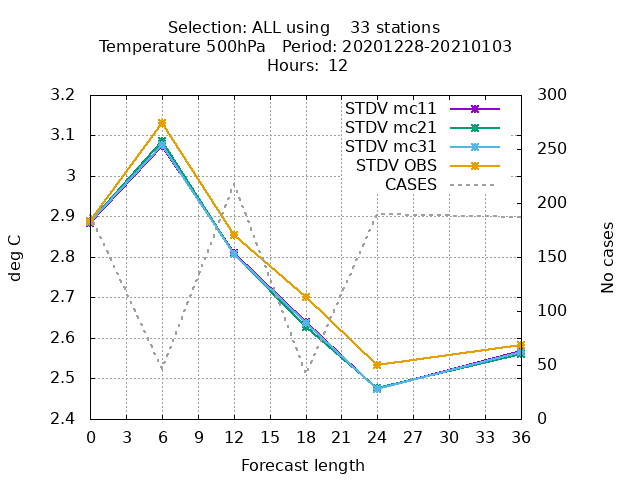 Selection: ALL using    33 stations
Temperature 500hPa   Period: 20201228-20210103
Hours: 12
STDV mc11
STDV mc21
STDV mc31
STDV OBS
CASES
3.2
3.1
3
2.9
2.8
2.7
2.6
2.5
2.4
deg C
300
250
200
150
100
50
0
No cases
0 3 6 9 12 15 18 21 24 27 30 33 36
Forecast length